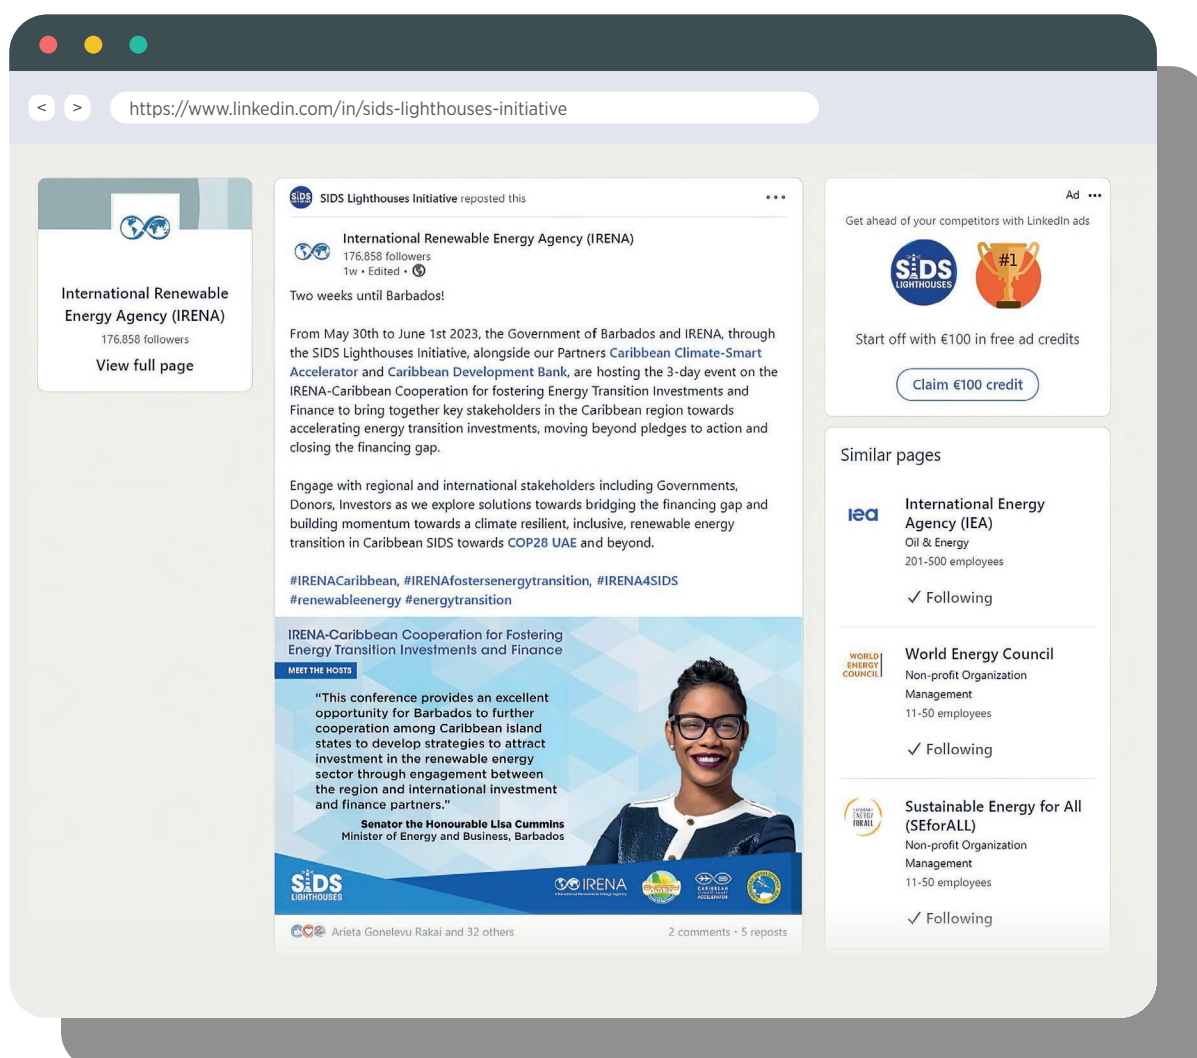 < > https://www.linkedin.com/in/sids-lighthouses-initiative
International Renewable
Energy Agency (IRENA)
176,858 followers
View full page
SiDS
SIDS Lighthouses Initiative reposted this
International Renewable Energy Agency (IRENA)
176,858 followers
1w • Edited •
Two weeks until Barbados!
From May 30th to June 1st 2023, the Government of Barbados and IRENA, through
the SIDS Lighthouses Initiative, alongside our Partners Caribbean Climate-Smart
Accelerator and Caribbean Development Bank, are hosting the 3-day event on the
IRENA-Caribbean Cooperation for fostering Energy Transition Investments and
Finance to bring together key stakeholders in the Caribbean region towards
accelerating energy transition investments, moving beyond pledges to action and
closing the financing gap.
Engage with regional and international stakeholders including Governments,
Donors, Investors as we explore solutions towards bridging the financing gap and
building momentum towards a climate resilient, inclusive, renewable energy
transition in Caribbean SIDS towards COP28 UAE and beyond.
#IRENACaribbean, #IRENAfostersenergytransition, #IRENA4SIDS
#renewableenergy #energytransition
IRENA-Caribbean Cooperation for Fostering
Energy Transition Investments and Finance
MEET THE HOSTS
“This conference provides an excellent
opportunity for Barbados to further
cooperation among Caribbean island
states to develop strategies to attract
investment in the renewable energy
sector through engagement between
the region and international investment
and finance partners.”
Senator the Honourable Lisa Cummins
Minister of Energy and Business, Barbados
SiDS
LIGHTHOUSES
IRENA
International Renewable Energy Agency
CARIBBEAN
CLIMATE-SMART
ACCELERATOR
Arieta Gonelevu Rakai and 32 others
2 comments • 5 reposts
Ad •••
Get ahead of your competitors with LinkedIn ads
SiDS
LIGHTHOUSES
#1
Start off with €100 in free ad credits
Claim €100 credit
Similar pages
iea
International Energy
Agency (IEA)
Oil & Energy
201-500 employees
✓ Following
WORLD
ENERGY
COUNCIL
World Energy Council
Non-profit Organization
Management
11-50 employees
✓ Following
SUSTAINABLE
ENERGY
FOR ALL
Sustainable Energy for All
(SEforALL)
Non-profit Organization
Management
11-50 employees
✓ Following